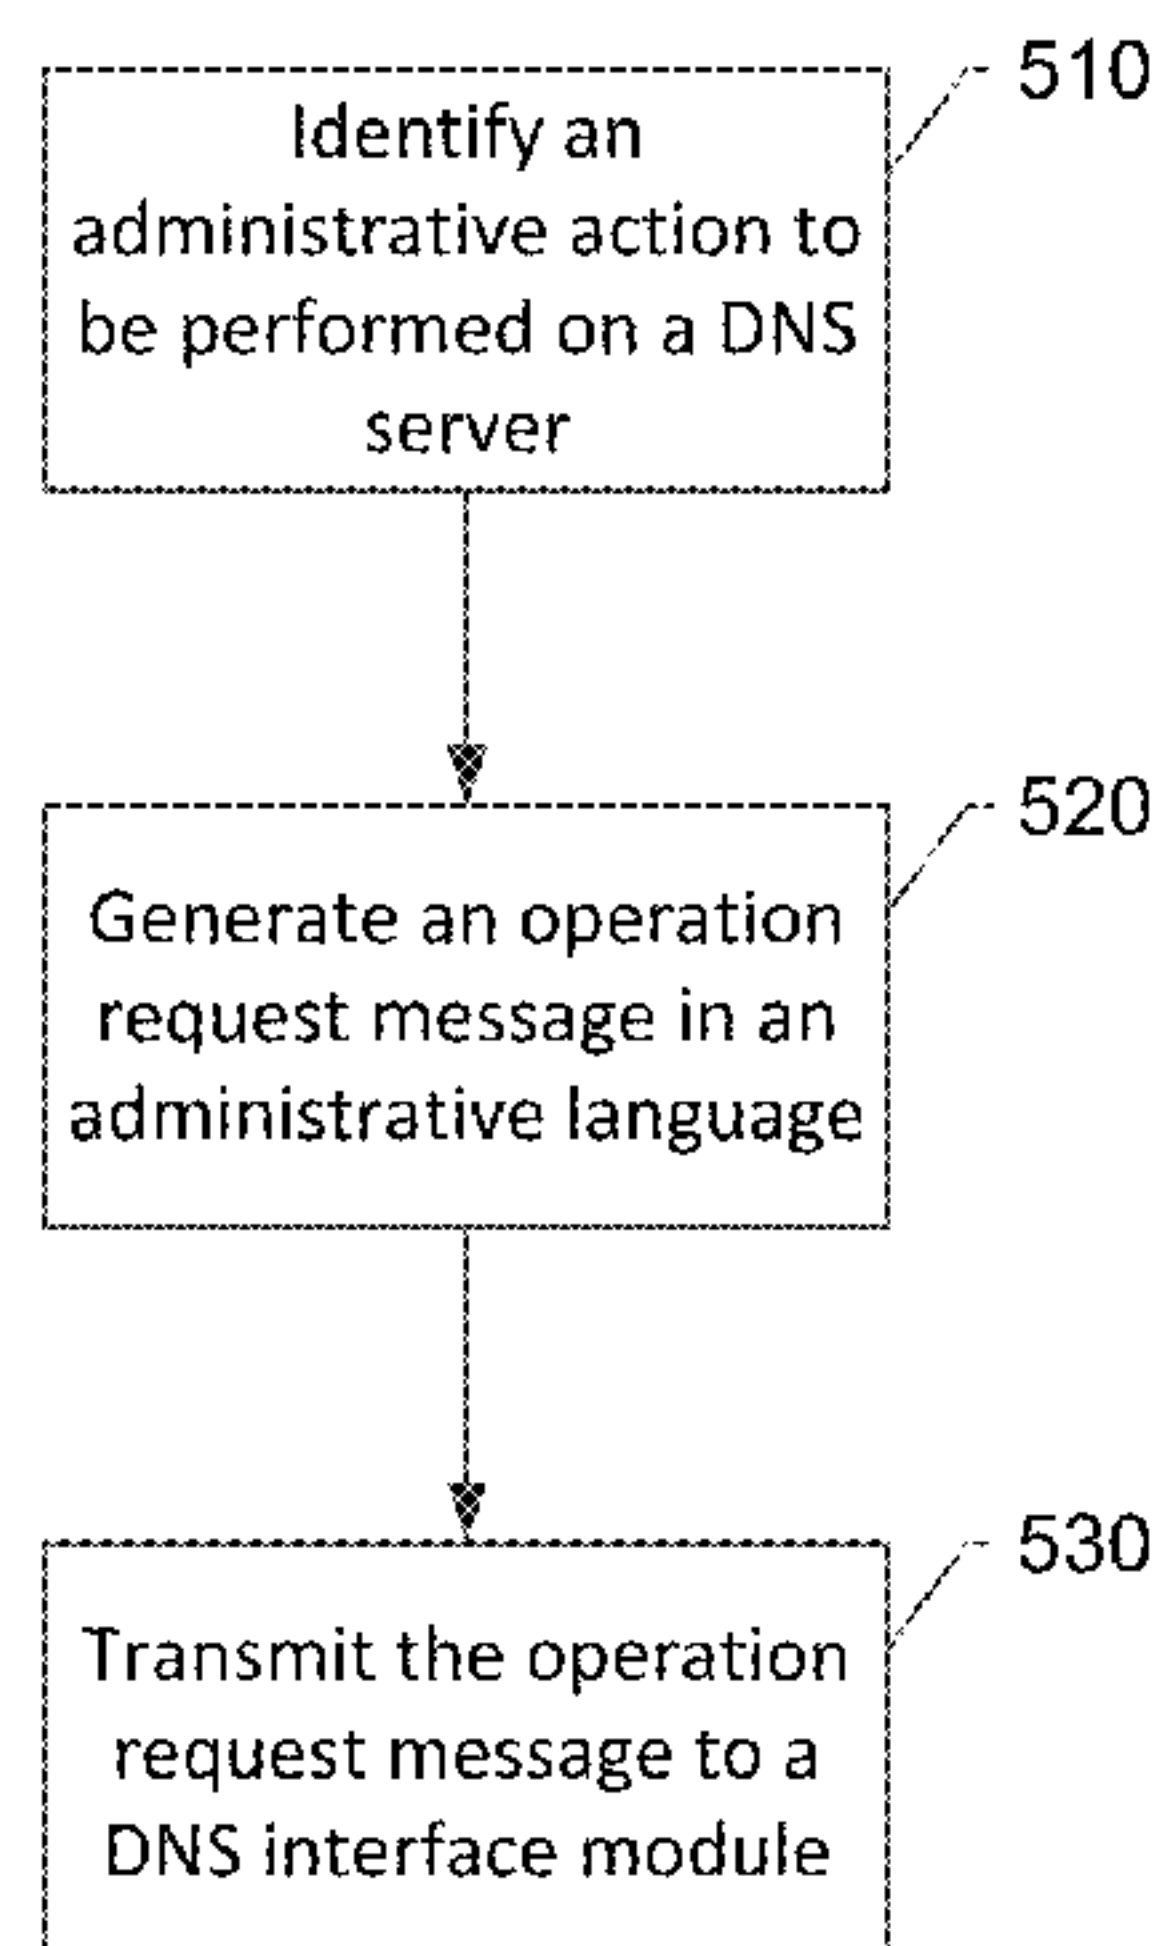 510
Identify an
administrative action to
be performed on a DNS
server
520
Generate an operation
request message in an
administrative language
530
Transmit the operation
request message to a
DNS interface module